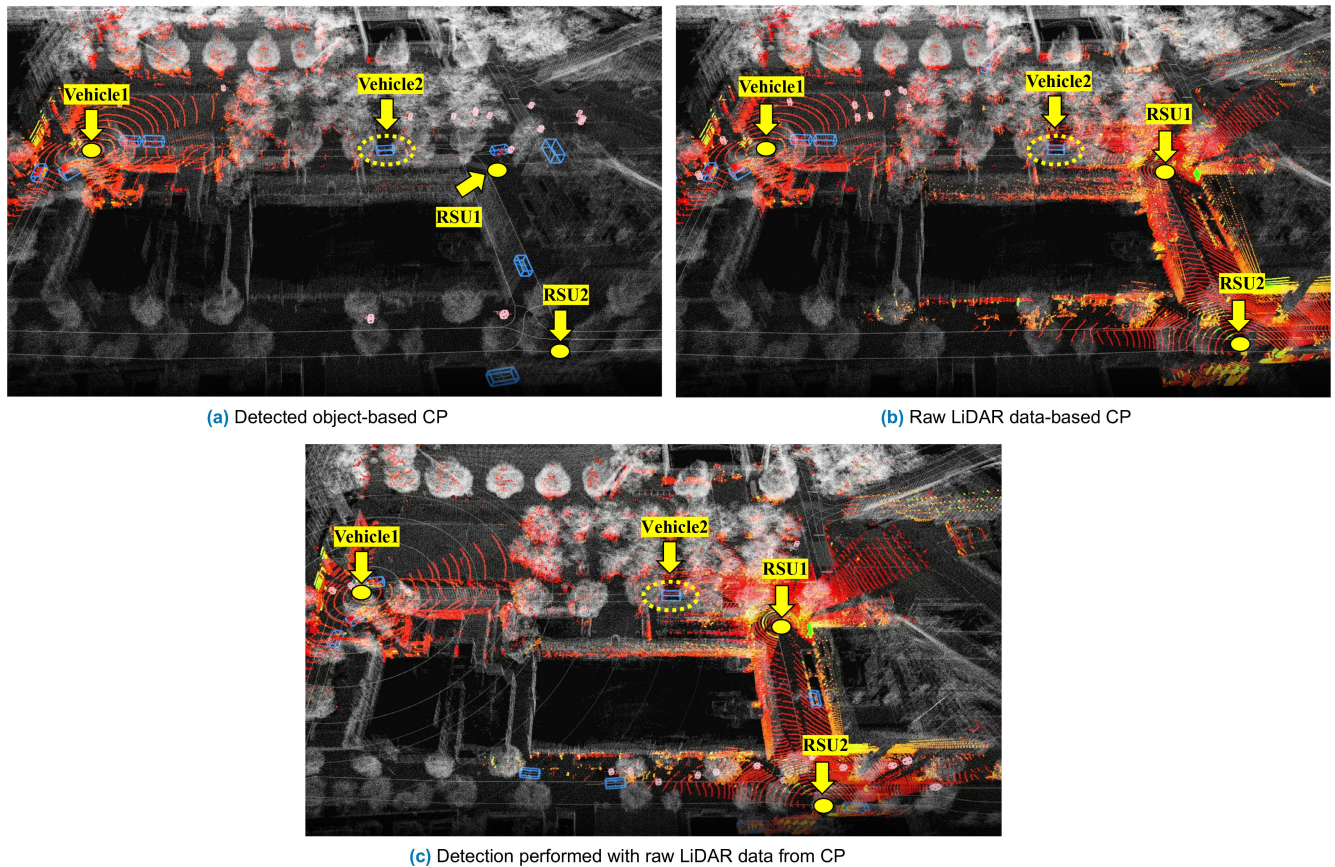 Vehicle1
Vehicle2
RSU1
RSU2
(a) Detected object-based CP
Vehicle1
Vehicle2
RSU1
RSU2
(b) Raw LiDAR data-based CP
Vehicle1
Vehicle2
RSU1
RSU2
(c) Detection performed with raw LiDAR data from CP